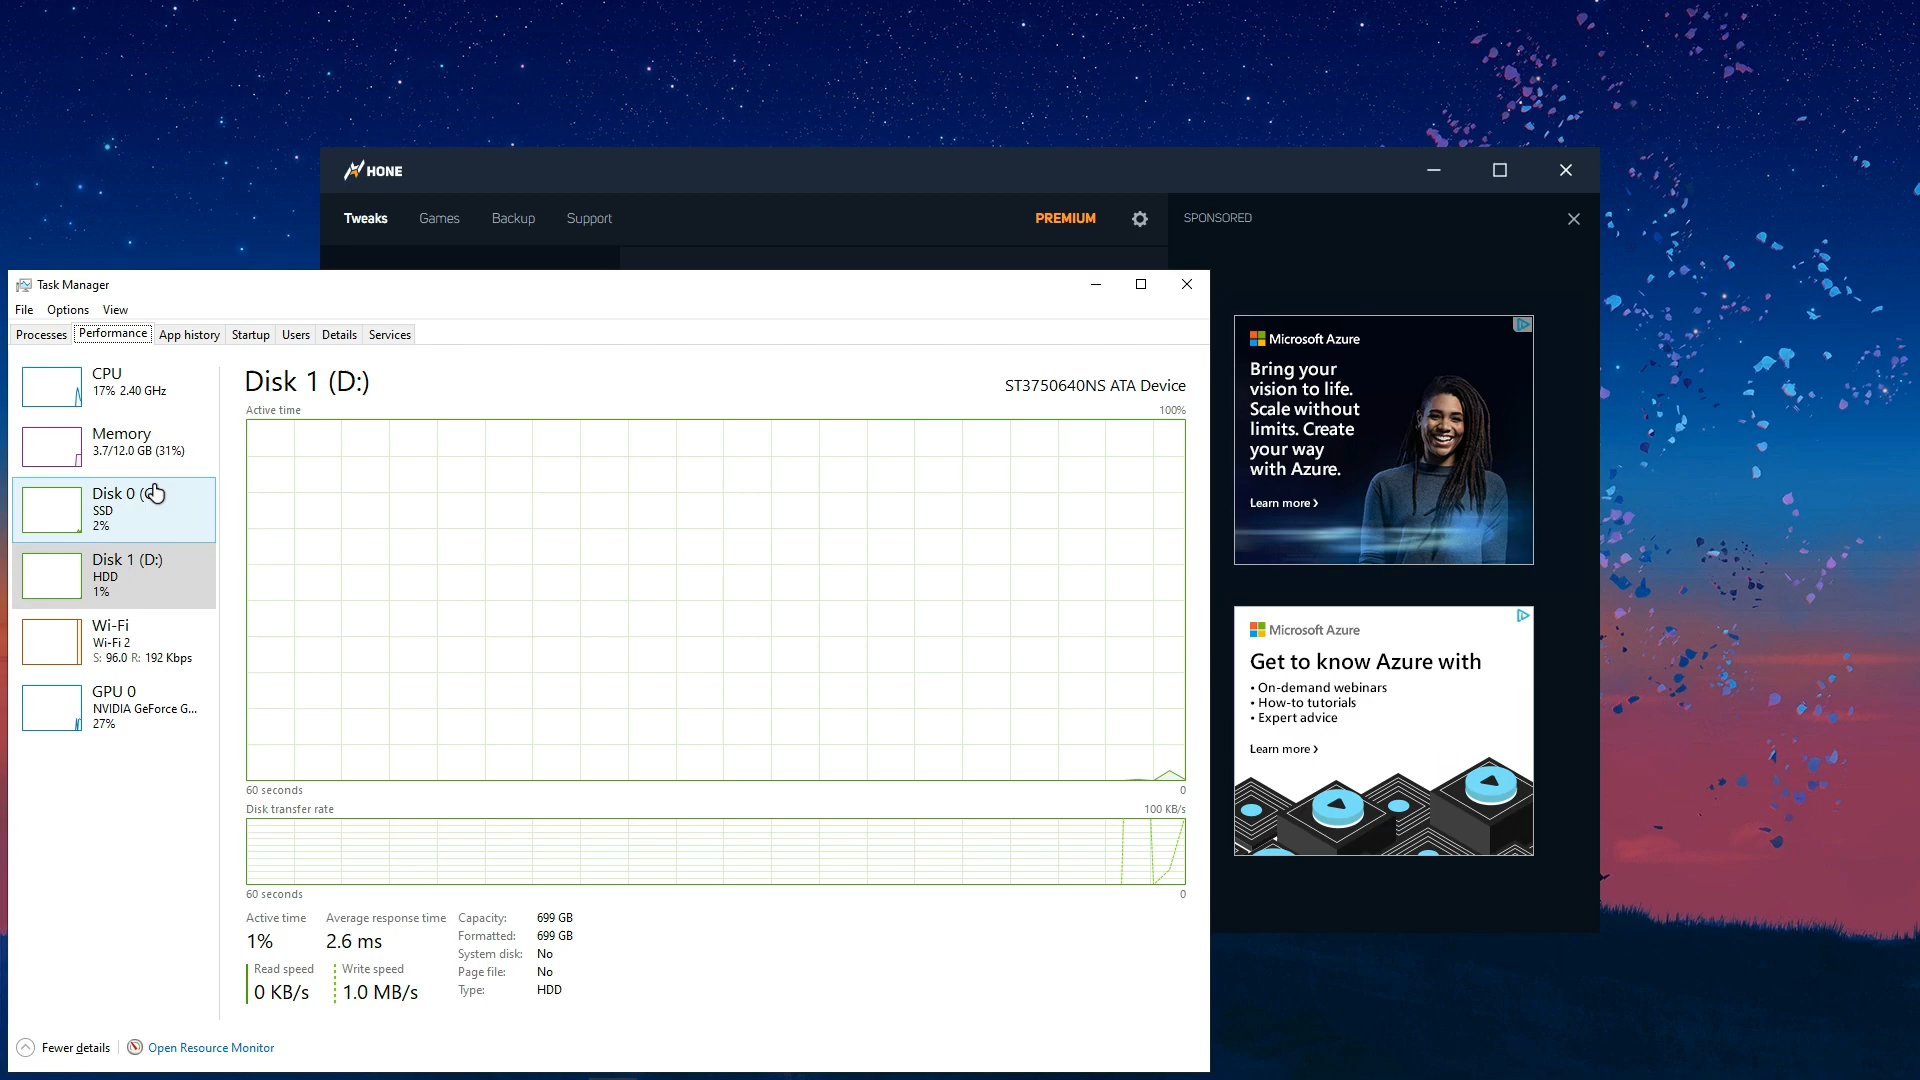 HONE
Tweaks Games Backup Support PREMIUM SPONSORED
Task Manager
File Options View
Processes Performance App history Startup Users Details Services
CPU
17% 2.40 GHz
Memory
3.7/12.0 GB (31%)
Disk 0 (
SSD
2%
Disk 1 (D:)
HDD
1%
Wi-Fi
Wi-Fi 2
S: 96.0 R: 192 Kbps
GPU 0
NVIDIA GeForce G...
27%
Disk 1 (D:) ST3750640NS ATA Device
Active time 100%
60 seconds 0
Disk transfer rate 100 KB/s
60 seconds 0
Active time Average response time
1% 2.6 ms
Read speed Write speed
0 KB/s 1.0 MB/s
Capacity: 699 GB
Formatted: 699 GB
System disk: No
Page file: No
Type: HDD
Fewer details Open Resource Monitor
Microsoft Azure
Bring your
vision to life.
Scale without
limits. Create
your way
with Azure.
Learn more >
Microsoft Azure
Get to know Azure with
• On-demand webinars
• How-to tutorials
• Expert advice
Learn more >